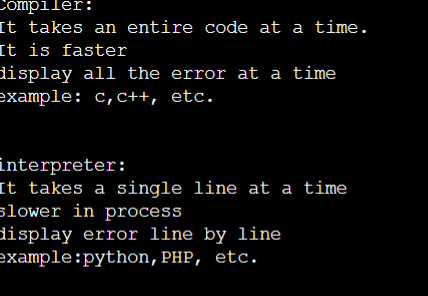 Compiler:
It takes an entire code at a time.
It is faster
display all the error at a time
example: c,c++, etc.
interpreter:
It takes a single line at a time
slower in process
display error line by line
example:python,PHP, etc.